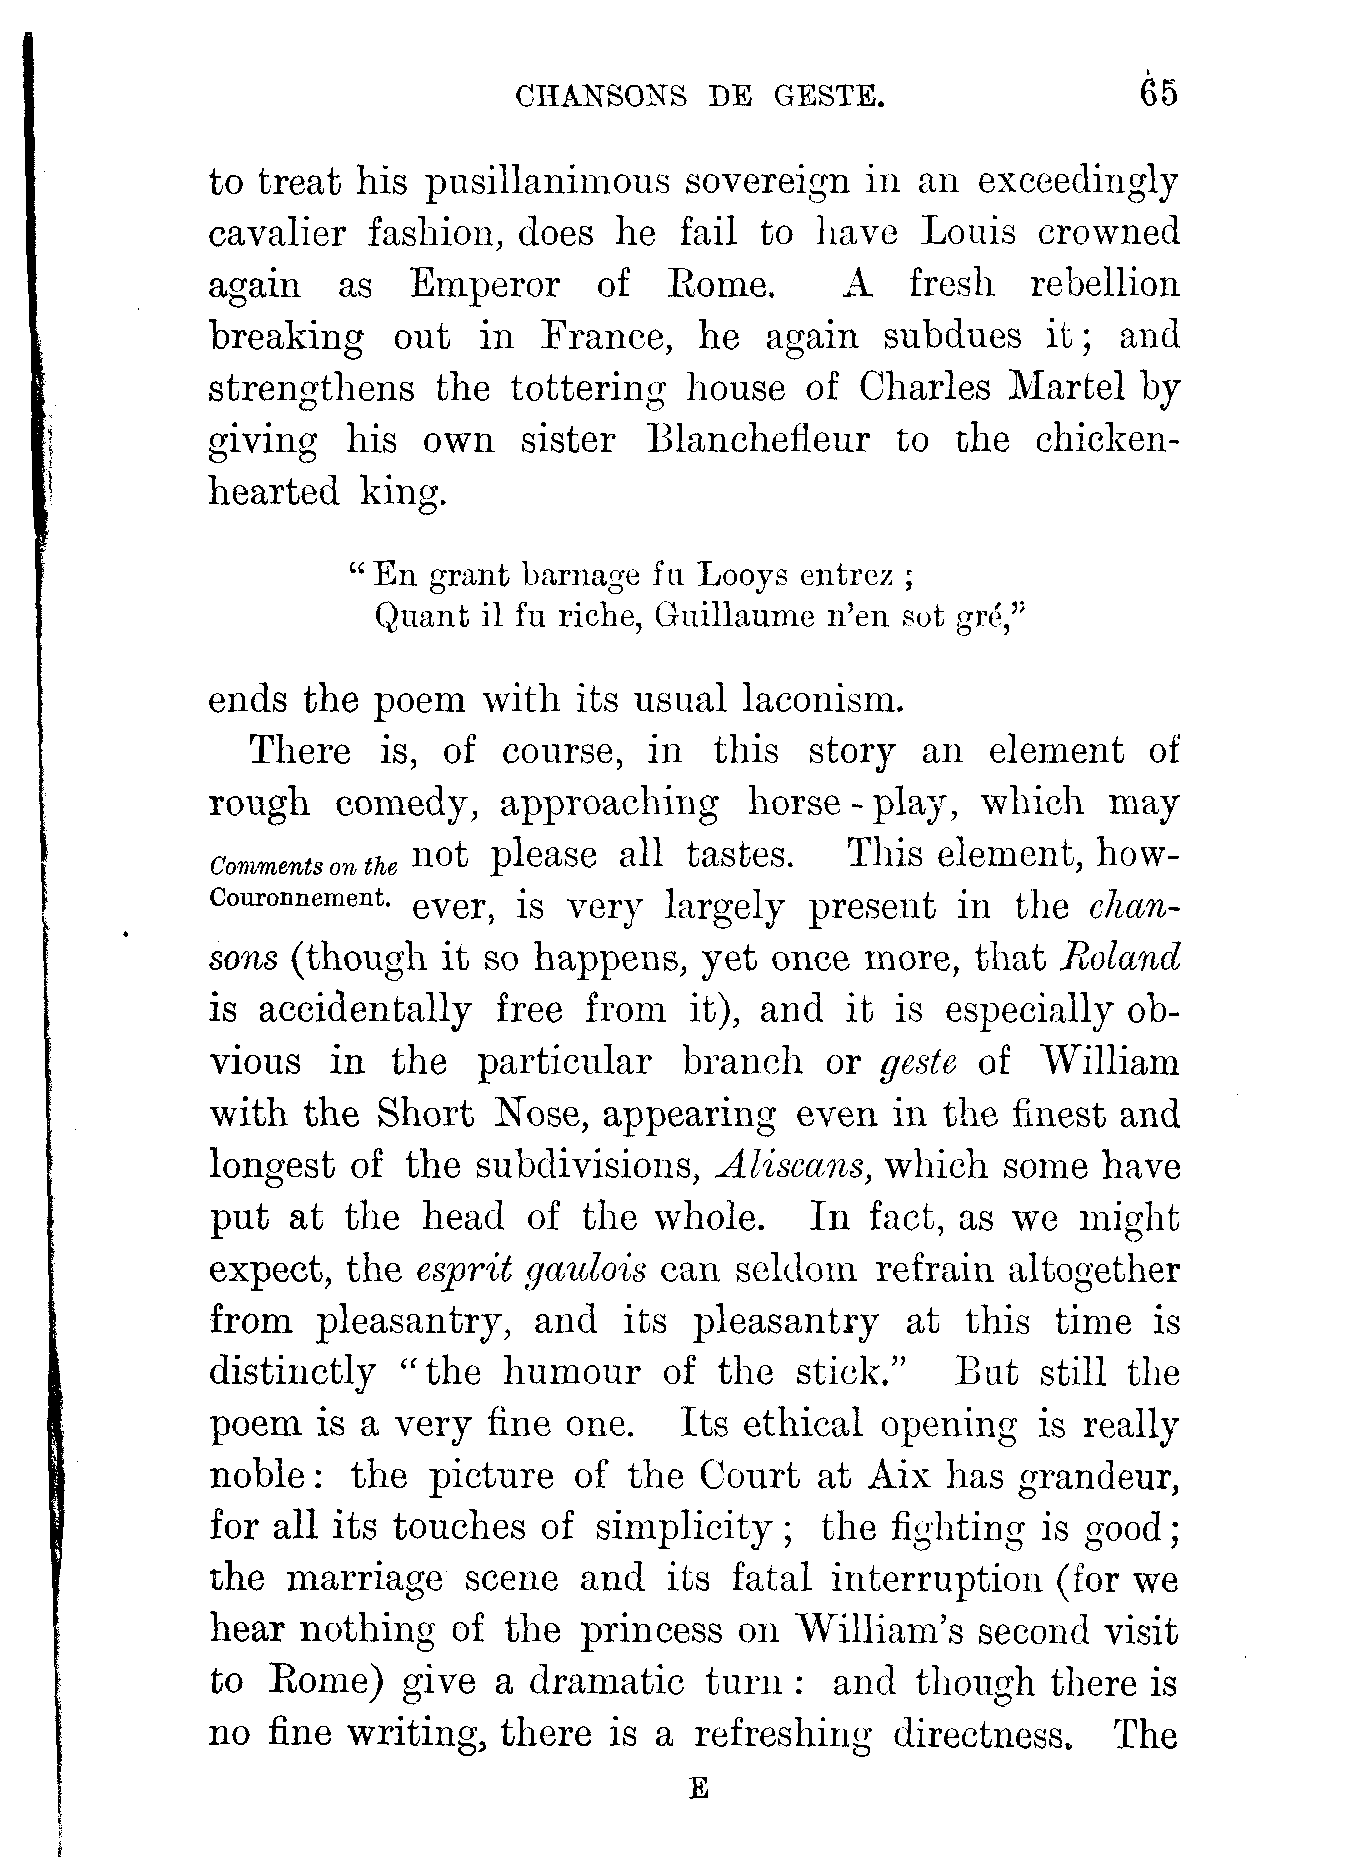 CHANSONS DE GESTE. 65
to treat his pusillanimous sovereign in an exceedingly
cavalier fashion, does he fail to have Louis crowned
again as Emperor of Rome. A fresh rebellion
breaking out in France, he again subdues it; and
strengthens the tottering house of Charles Martel by
giving his own sister Blanchefleur to the chicken-
hearted king.
“En grant barnage fu Looys entrez ;
Quant il fu riche, Guillaume n’en sot gré,”
ends the poem with its usual laconism.
There is, of course, in this story an element of
rough comedy, approaching horse-play, which may
Comments on the not please all tastes. This element, how-
Couronnement. ever, is very largely present in the chan-
sons (though it so happens, yet once more, that Roland
is accidentally free from it), and it is especially ob-
vious in the particular branch or geste of William
with the Short Nose, appearing even in the finest and
longest of the subdivisions, Aliscans, which some have
put at the head of the whole. In fact, as we might
expect, the esprit gaulois can seldom refrain altogether
from pleasantry, and its pleasantry at this time is
distinctly “the humour of the stick.” But still the
poem is a very fine one. Its ethical opening is really
noble: the picture of the Court at Aix has grandeur,
for all its touches of simplicity; the fighting is good;
the marriage scene and its fatal interruption (for we
hear nothing of the princess on William’s second visit
to Rome) give a dramatic turn: and though there is
no fine writing, there is a refreshing directness. The
E